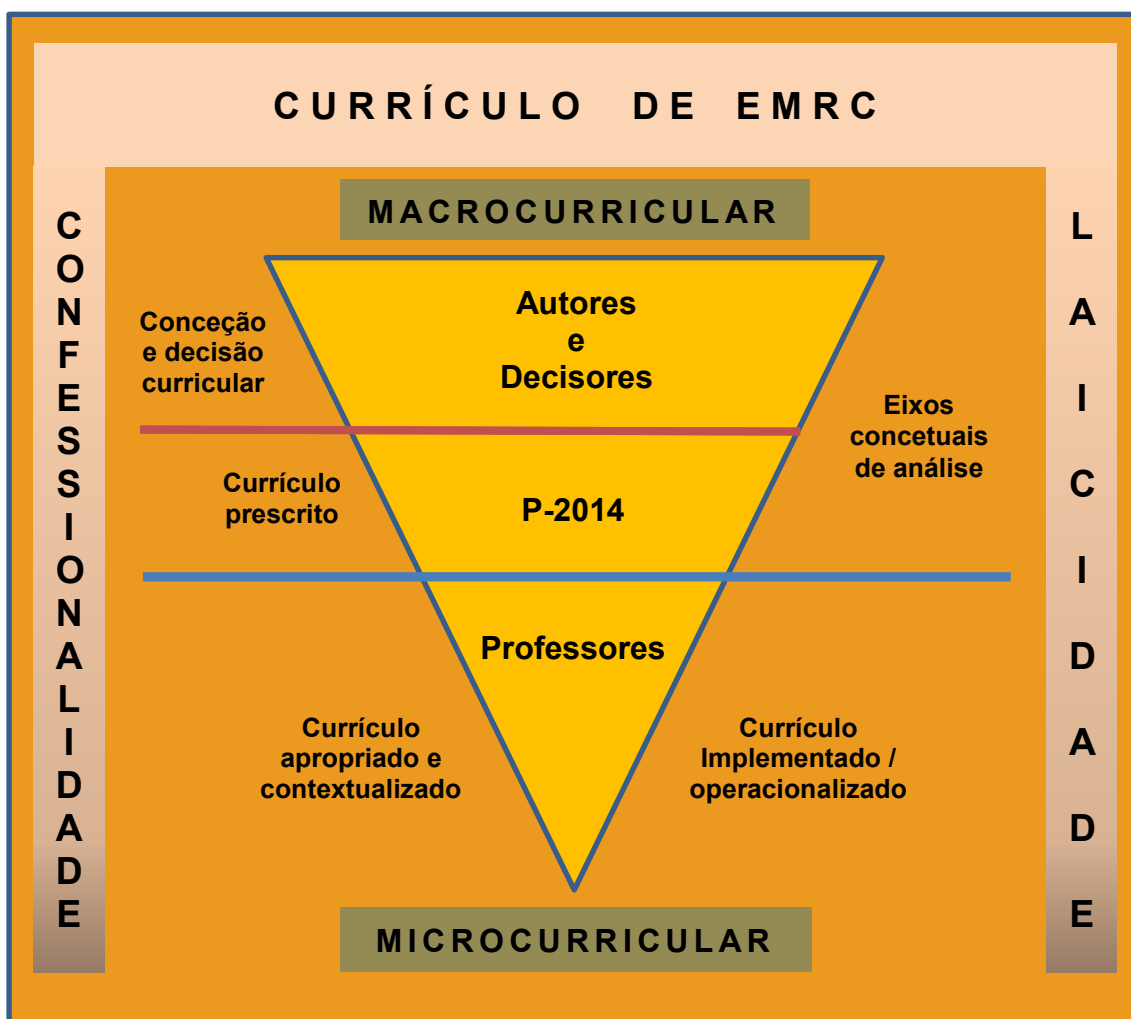 CURRÍCULO DE EMRC
CONFESSIONALIDADE
MACROCURRICULAR
Autores
e
Decisores
Conceção
e decisão
curricular
Eixos
concetuais
de análise
Currículo
prescrito
P-2014
Professores
Currículo
apropriado e
contextualizado
Currículo
Implementado /
operacionalizado
MICROCURRICULAR
LAICIDADE